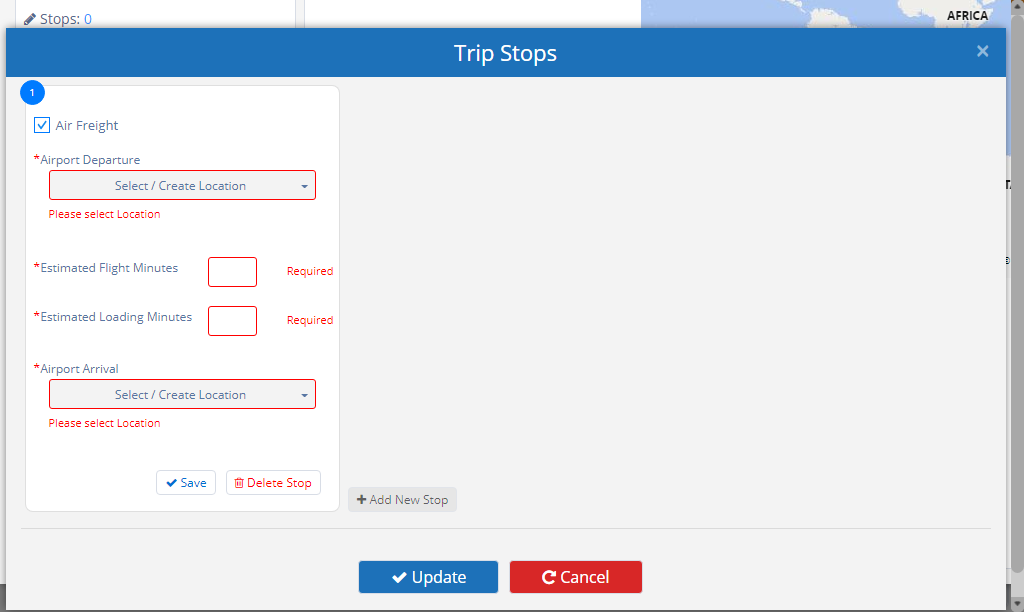 Stops: 0
AFRICA
Trip Stops
×
1
Air Freight
*Airport Departure
Select / Create Location
Please select Location
*Estimated Flight Minutes
Required
*Estimated Loading Minutes
Required
*Airport Arrival
Select / Create Location
Please select Location
Save
Delete Stop
Add New Stop
Update
Cancel